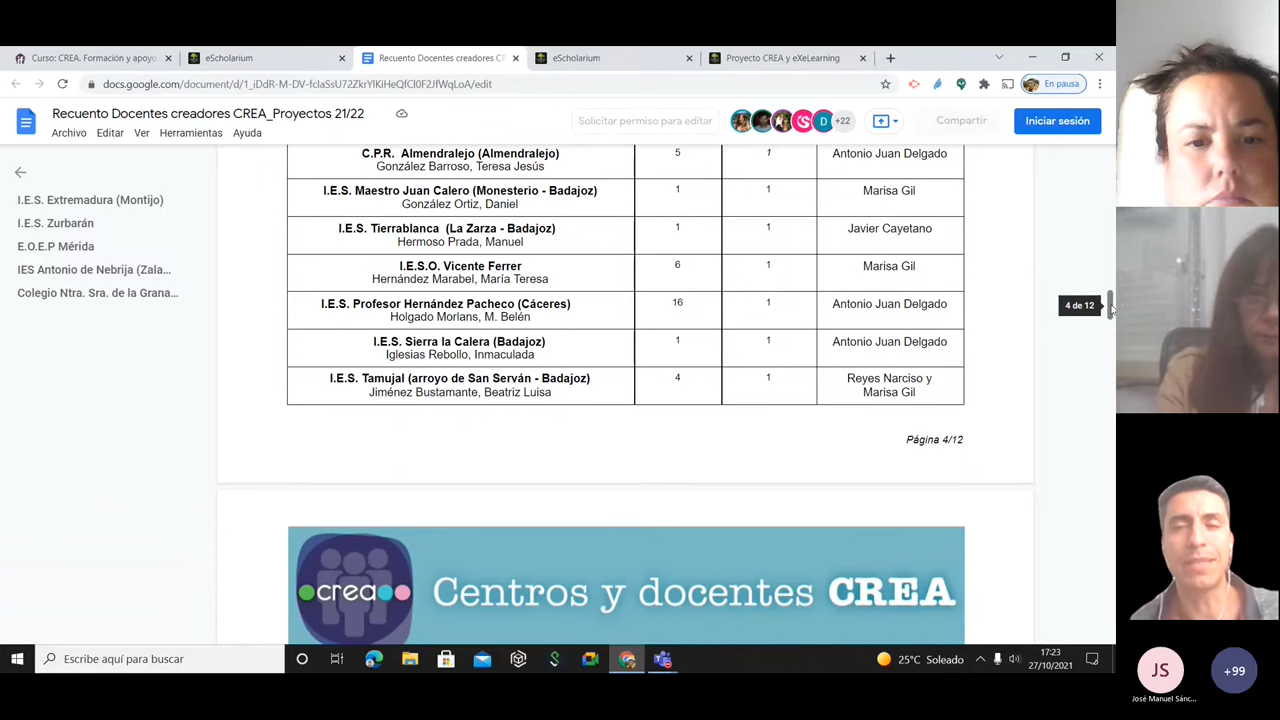 Curso: CREA. Formación y apoyo
eScholarium
Recuento Docentes creadores CR
eScholarium
Proyecto CREA y eXeLearning
En pausa
Recuento Docentes creadores CREA_Proyectos 21/22
Archivo Editar Ver Herramientas Ayuda
Solicitar permiso para editar
D
+22
Compartir
Iniciar sesión
I.E.S. Extremadura (Montijo)
I.E.S. Zurbarán
E.O.E.P Mérida
IES Antonio de Nebrija (Zala...
Colegio Ntra. Sra. de la Grana...
C.P.R. Almendralejo (Almendralejo) 5 1 Antonio Juan Delgado
González Barroso, Teresa Jesús
I.E.S. Maestro Juan Calero (Monesterio - Badajoz) 1 1 Marisa Gil
González Ortiz, Daniel
I.E.S. Tierrablanca (La Zarza - Badajoz) 1 1 Javier Cayetano
Hermoso Prada, Manuel
I.E.S.O. Vicente Ferrer 6 1 Marisa Gil
Hernández Marabel, María Teresa
I.E.S. Profesor Hernández Pacheco (Cáceres) 16 1 Antonio Juan Delgado
Holgado Morlans, M. Belén
I.E.S. Sierra la Calera (Badajoz) 1 1 Antonio Juan Delgado
Iglesias Rebollo, Inmaculada
I.E.S. Tamujal (arroyo de San Serván - Badajoz) 4 1 Reyes Narciso y
Jiménez Bustamante, Beatriz Luisa Marisa Gil
4 de 12
Página 4/12
crea
Centros y docentes CREA
Escribe aquí para buscar
25°C Soleado
17:23
27/10/2021
JS
José Manuel Sánc...
+99